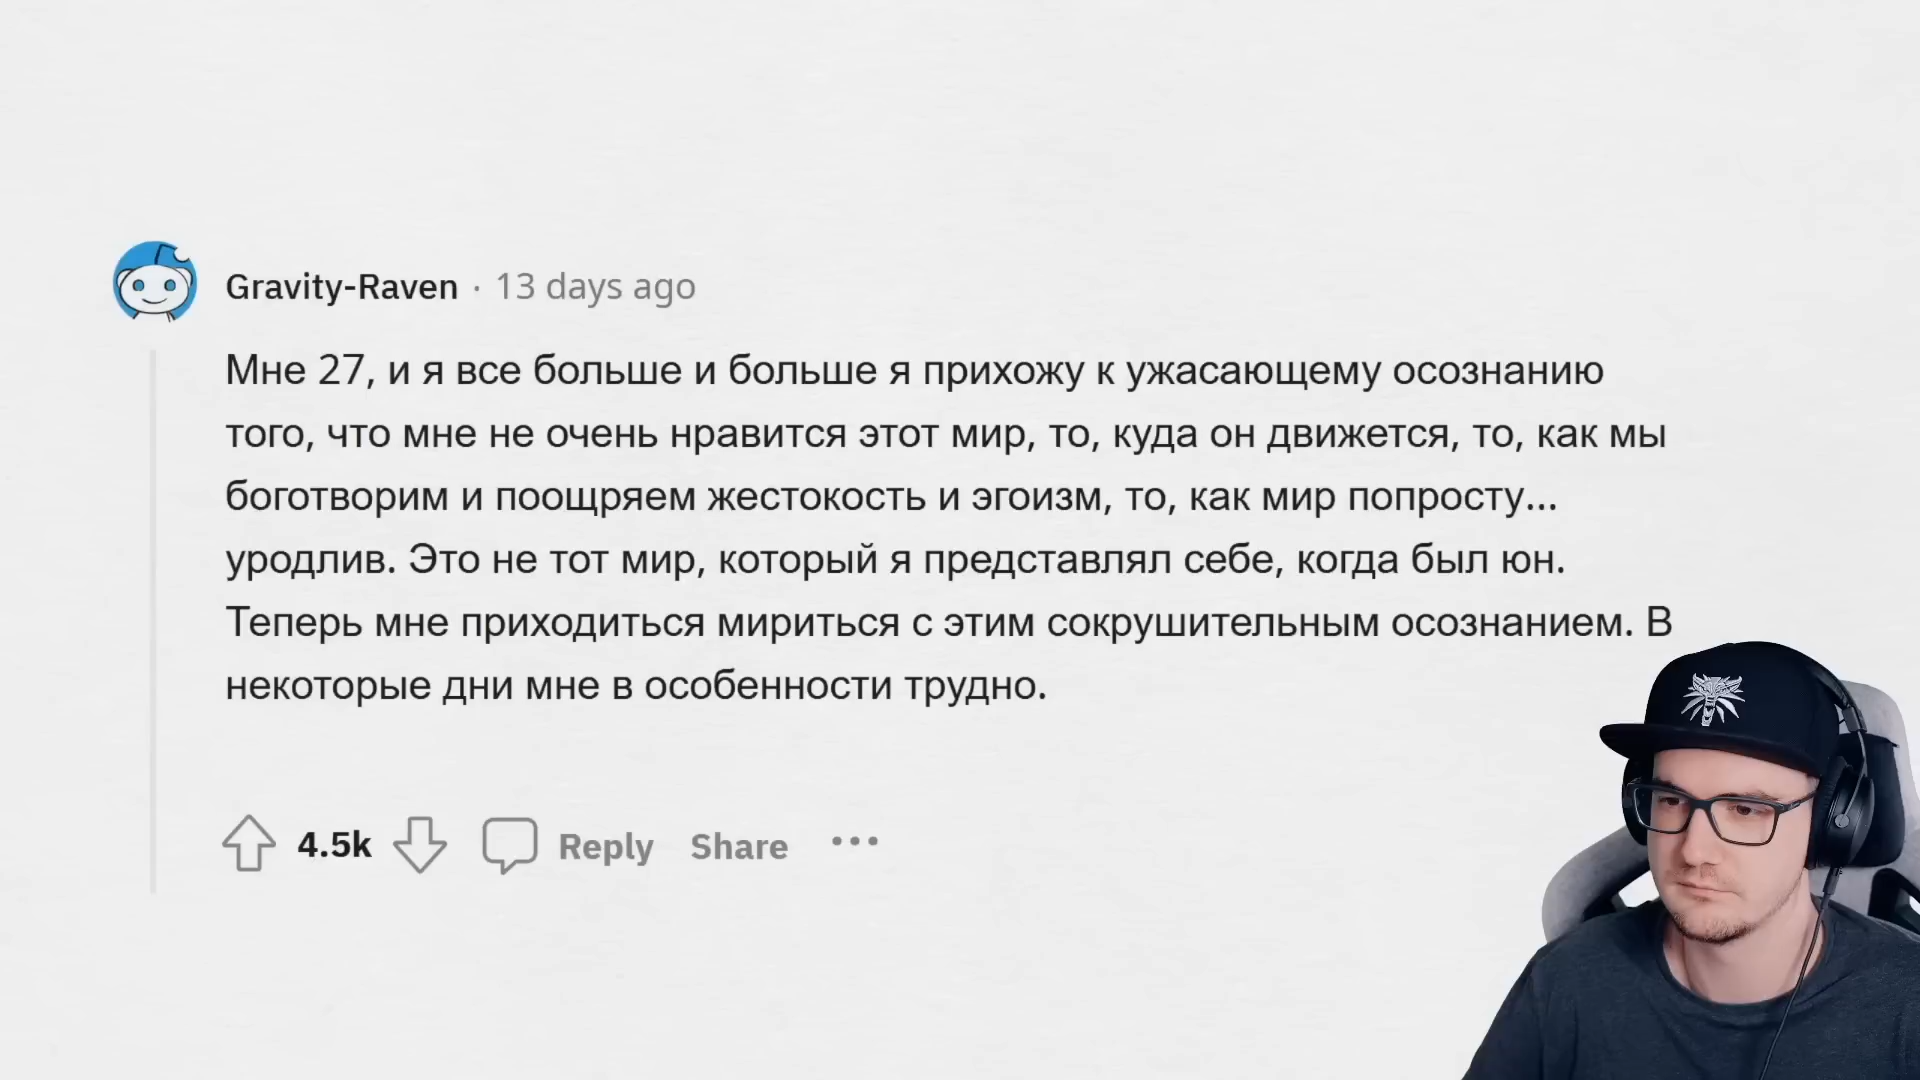 Gravity-Raven · 13 days ago
Мне 27, и я все больше и больше я прихожу к ужасающему осознанию
того, что мне не очень нравится этот мир, то, куда он движется, то, как мы
боготворим и поощряем жестокость и эгоизм, то, как мир попросту...
уродлив. Это не тот мир, который я представлял себе, когда был юн.
Теперь мне приходиться мириться с этим сокрушительным осознанием. В
некоторые дни мне в особенности трудно.
4.5k Reply Share ···